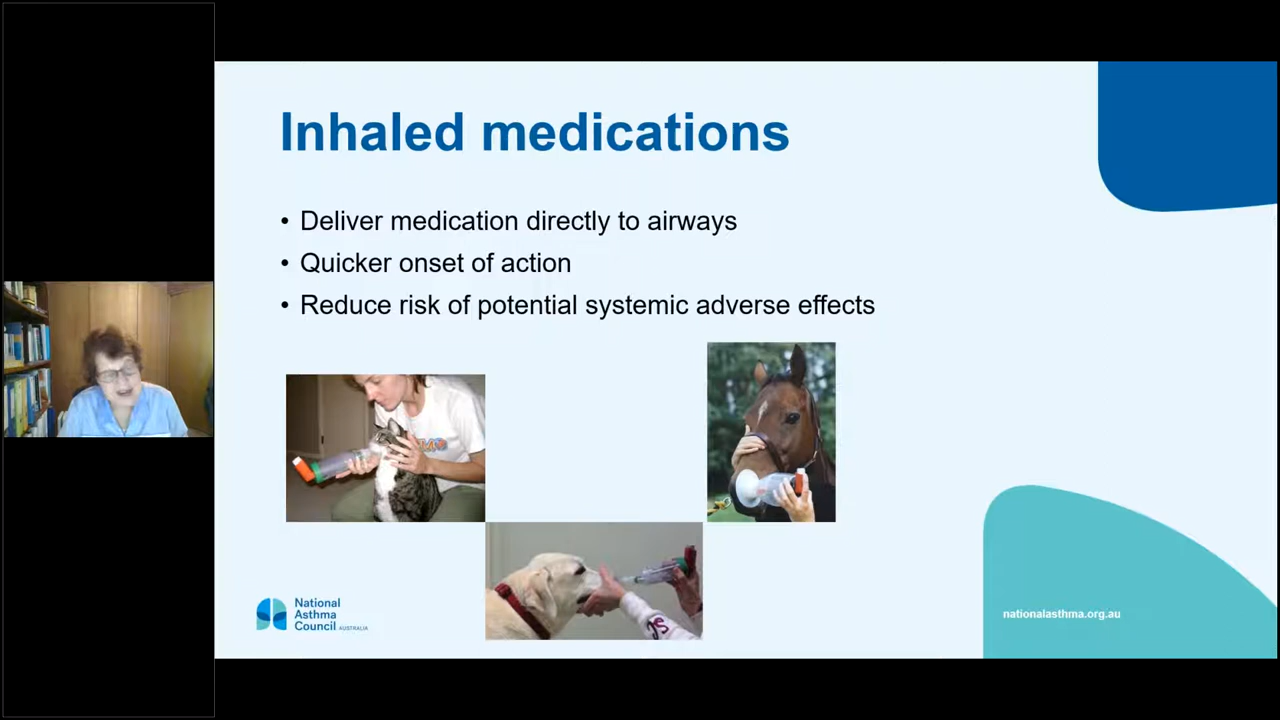 Inhaled medications
• Deliver medication directly to airways
• Quicker onset of action
• Reduce risk of potential systemic adverse effects
National
Asthma
Council AUSTRALIA
nationalasthma.org.au